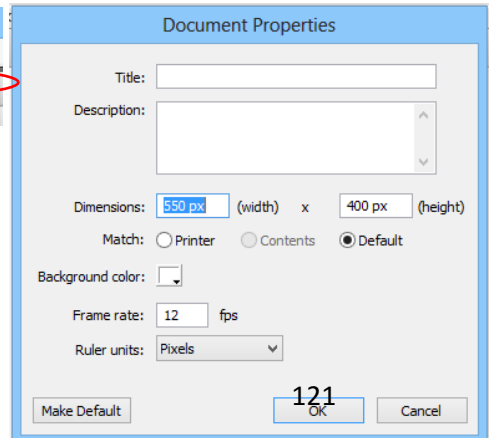 Document Properties
Title:
Description:
Dimensions: 550 px (width) x 400 px (height)
Match: Printer Contents Default
Background color:
Frame rate: 12 fps
Ruler units: Pixels
121
Make Default OK Cancel